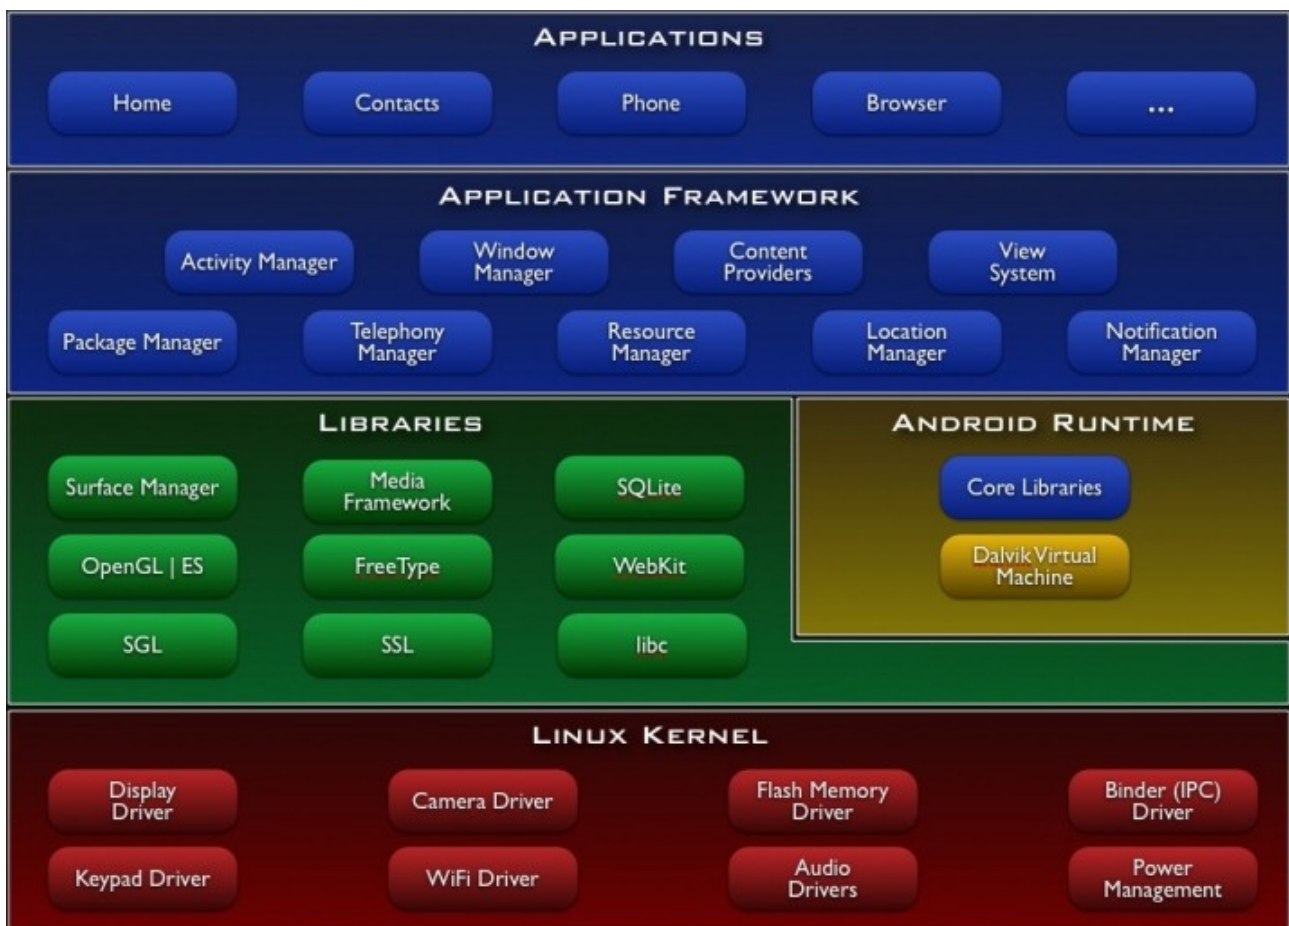 APPLICATIONS
Home
Contacts
Phone
Browser
...
APPLICATION FRAMEWORK
Activity Manager
Window
Manager
Content
Providers
View
System
Package Manager
Telephony
Manager
Resource
Manager
Location
Manager
Notification
Manager
LIBRARIES
Surface Manager
Media
Framework
SQLite
OpenGL | ES
FreeType
WebKit
SGL
SSL
libc
ANDROID RUNTIME
Core Libraries
Dalvik Virtual
Machine
LINUX KERNEL
Display
Driver
Camera Driver
Flash Memory
Driver
Binder (IPC)
Driver
Keypad Driver
WiFi Driver
Audio
Drivers
Power
Management